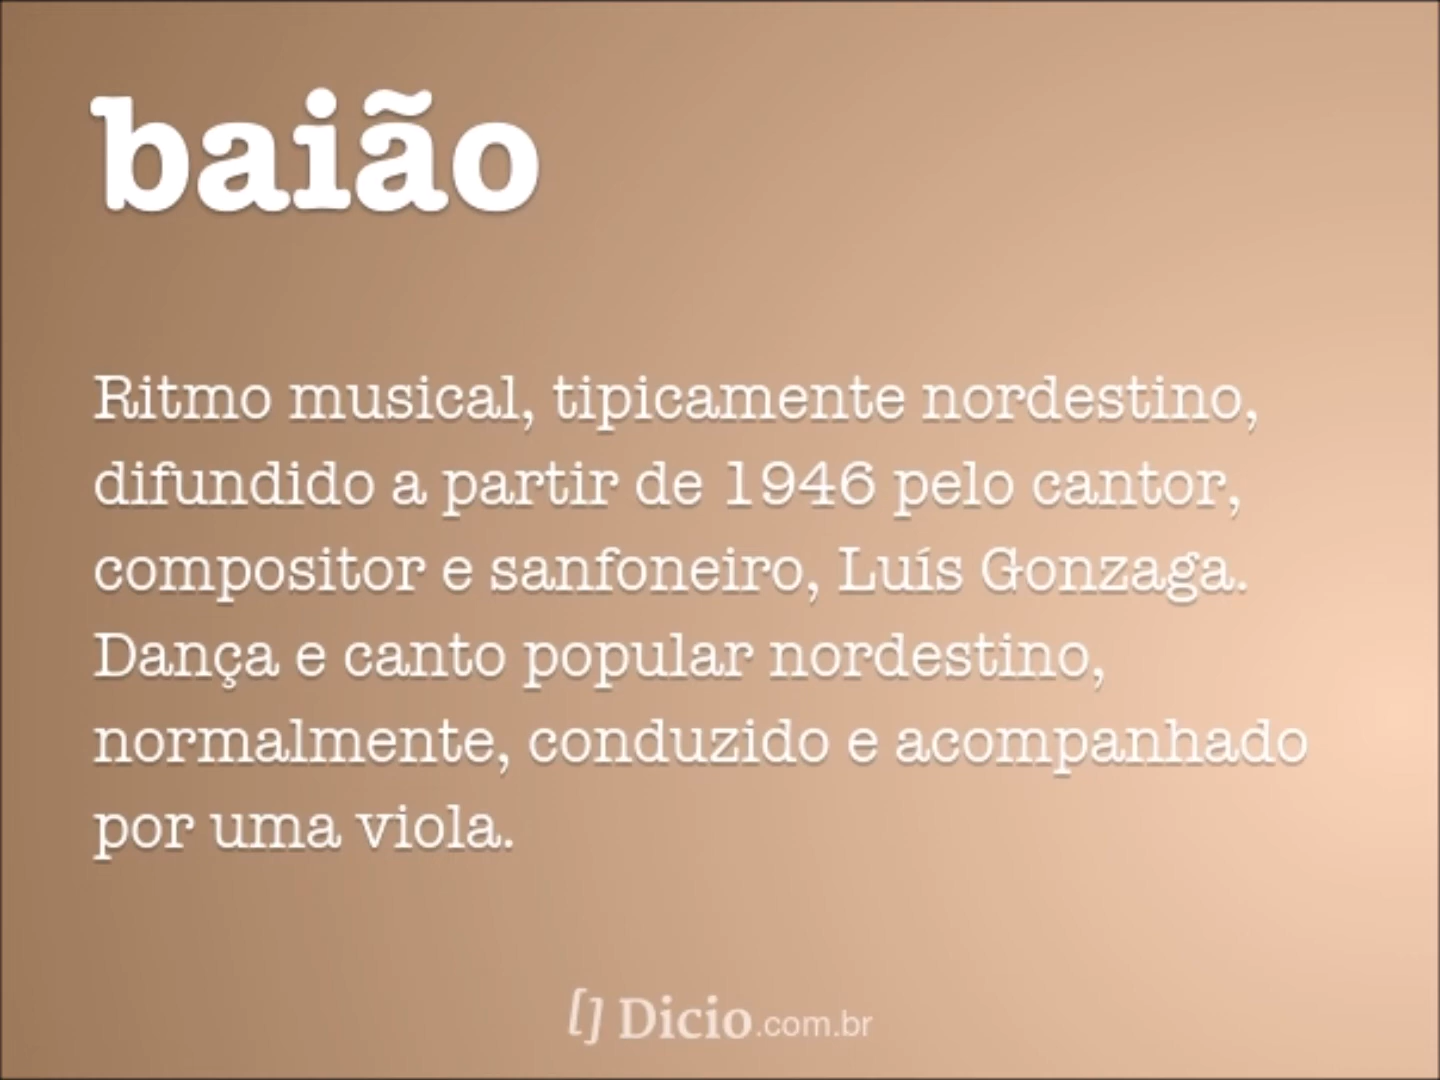 baião
Ritmo musical, tipicamente nordestino,
difundido a partir de 1946 pelo cantor,
compositor e sanfoneiro, Luís Gonzaga.
Dança e canto popular nordestino,
normalmente, conduzido e acompanhado
por uma viola.
[] Dicio.com.br